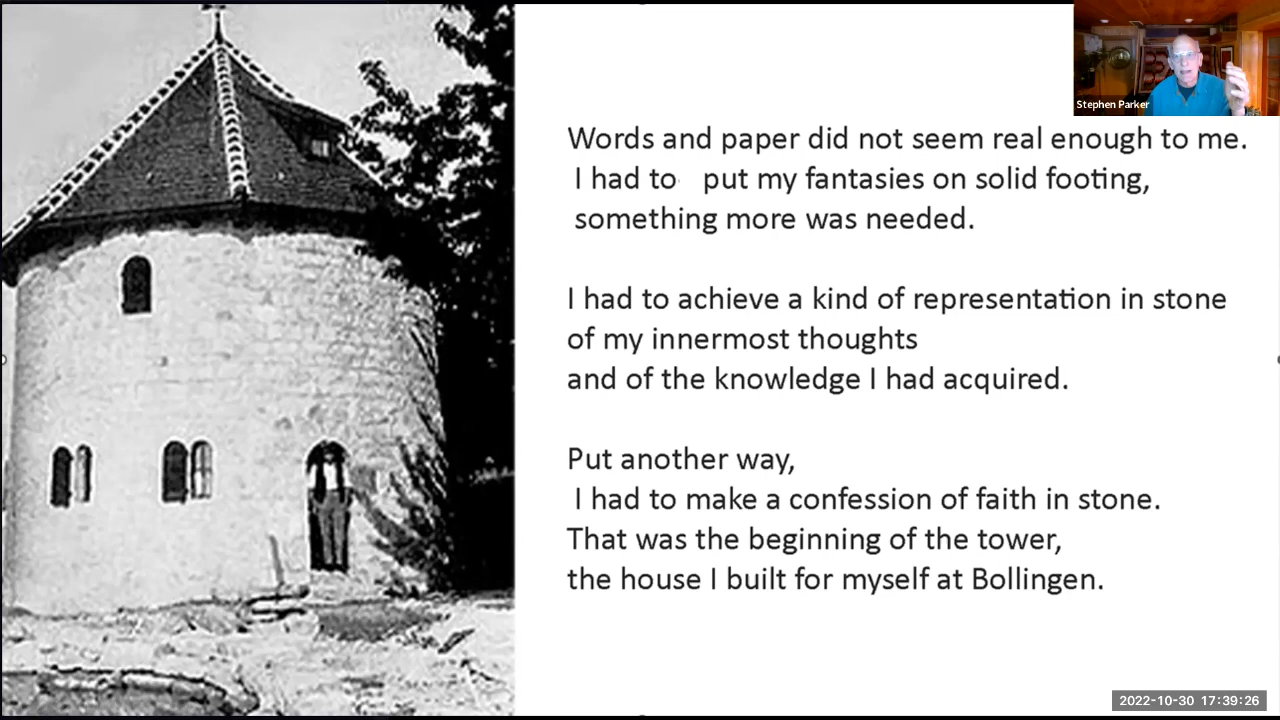 Stephen Parker
Words and paper did not seem real enough to me.
I had to put my fantasies on solid footing,
something more was needed.
I had to achieve a kind of representation in stone
of my innermost thoughts
and of the knowledge I had acquired.
Put another way,
I had to make a confession of faith in stone.
That was the beginning of the tower,
the house I built for myself at Bollingen.
2022-10-30 17:39:26